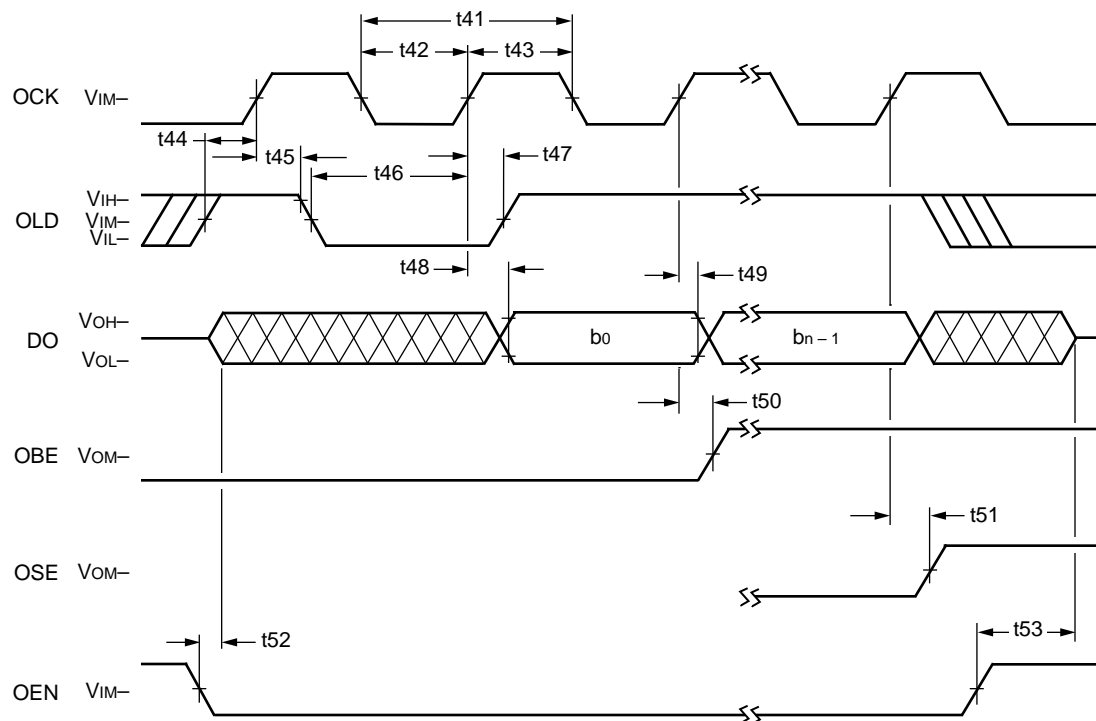 t41
t42 t43
OCK VIM–
t44
t45 t46 t47
VIH–
OLD VIM–
VIL–
t48 t49
VOH–
DO b0 bn – 1
VOL–
t50
OBE VOM–
t51
OSE VOM–
t52 t53
OEN VIM–